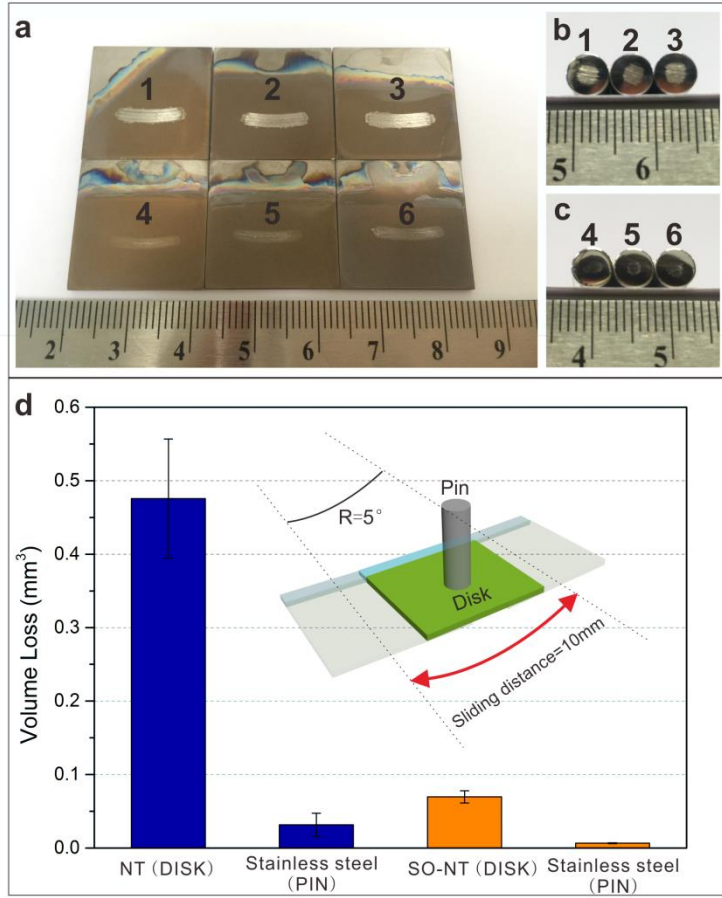 a
1 2 3
4 5 6
2 3 4 5 6 7 8 9
b
1 2 3
5 6
c
4 5 6
4 5
d
0.6
0.5
0.4
0.3
0.2
0.1
0.0
Volume Loss (mm³)
R=5°
Pin
Disk
Sliding distance=10mm
NT (DISK)
Stainless steel
(PIN)
SO-NT (DISK)
Stainless steel
(PIN)